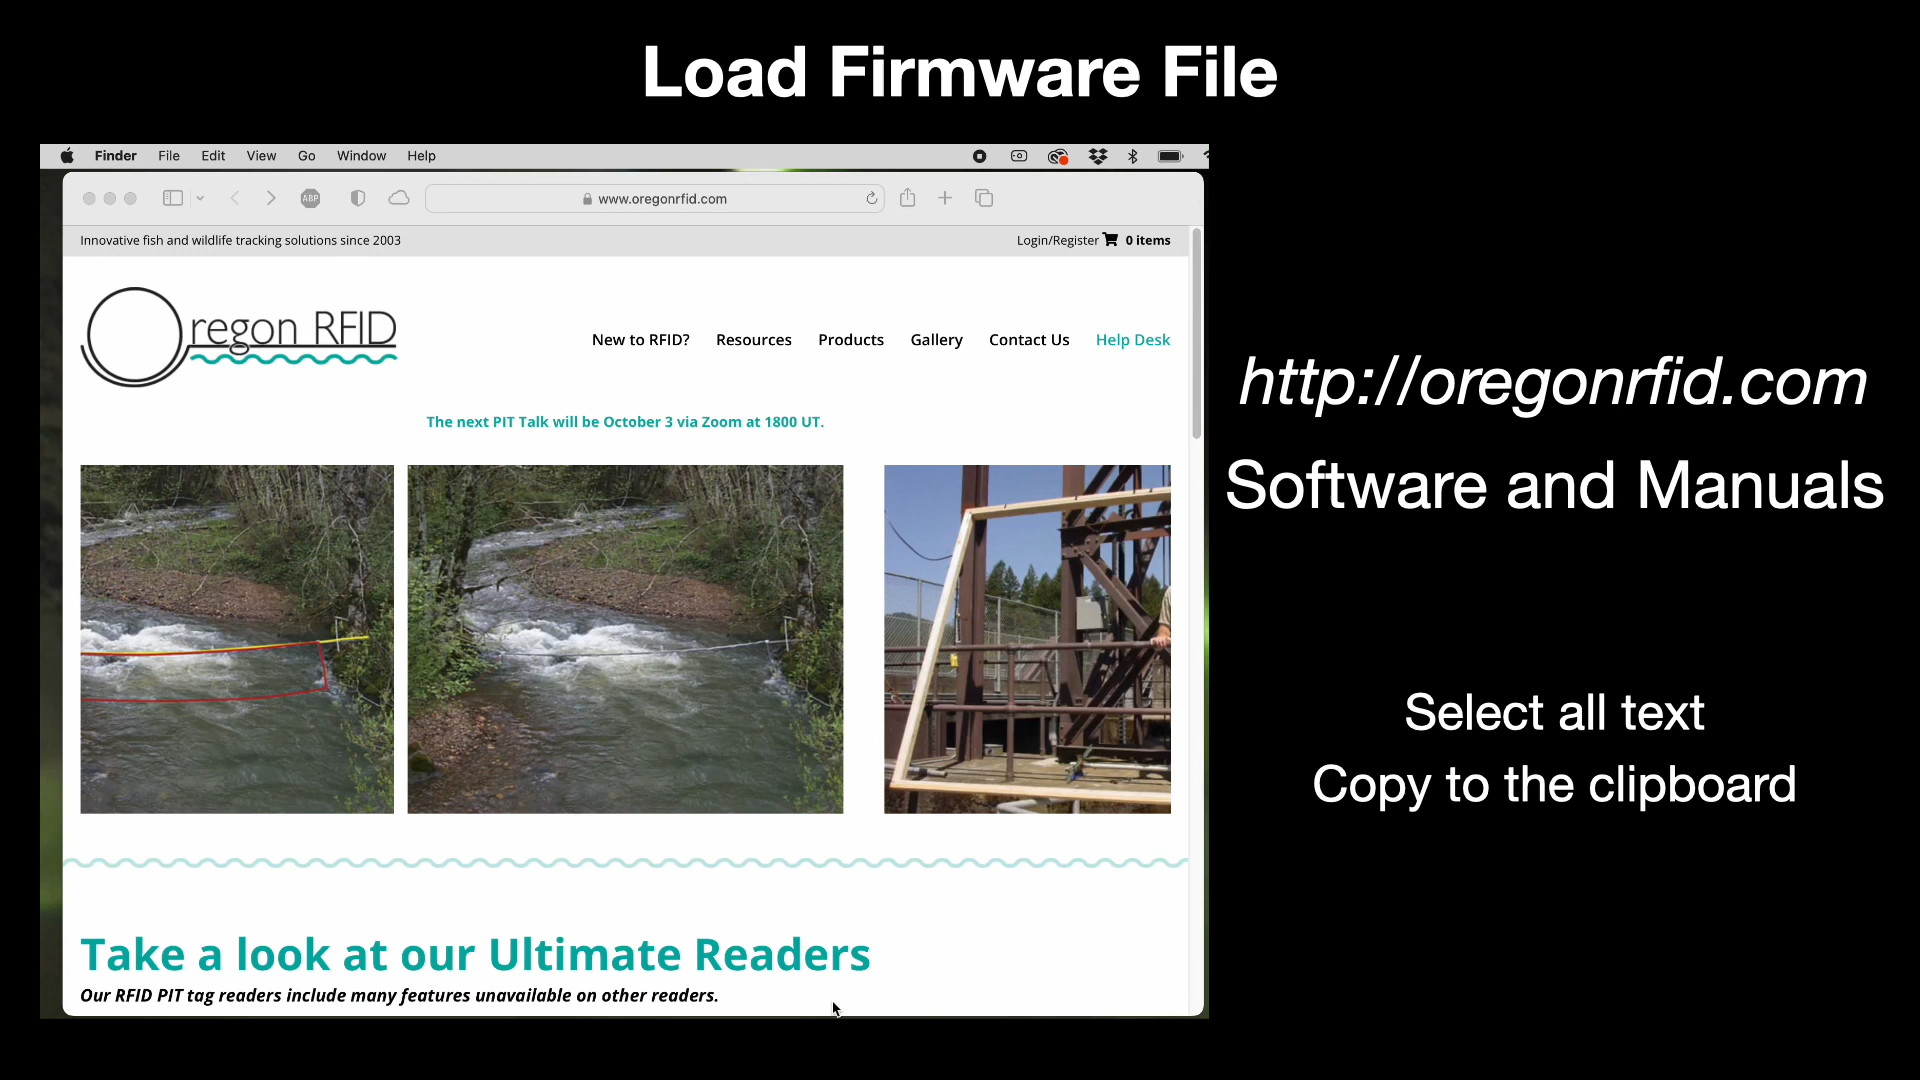 Load Firmware File
Finder File Edit View Go Window Help
ABP
www.oregonrfid.com
Innovative fish and wildlife tracking solutions since 2003
Login/Register 0 items
Oregon RFID
New to RFID? Resources Products Gallery Contact Us Help Desk
The next PIT Talk will be October 3 via Zoom at 1800 UT.
Take a look at our Ultimate Readers
Our RFID PIT tag readers include many features unavailable on other readers.
http://oregonrfid.com
Software and Manuals
Select all text
Copy to the clipboard